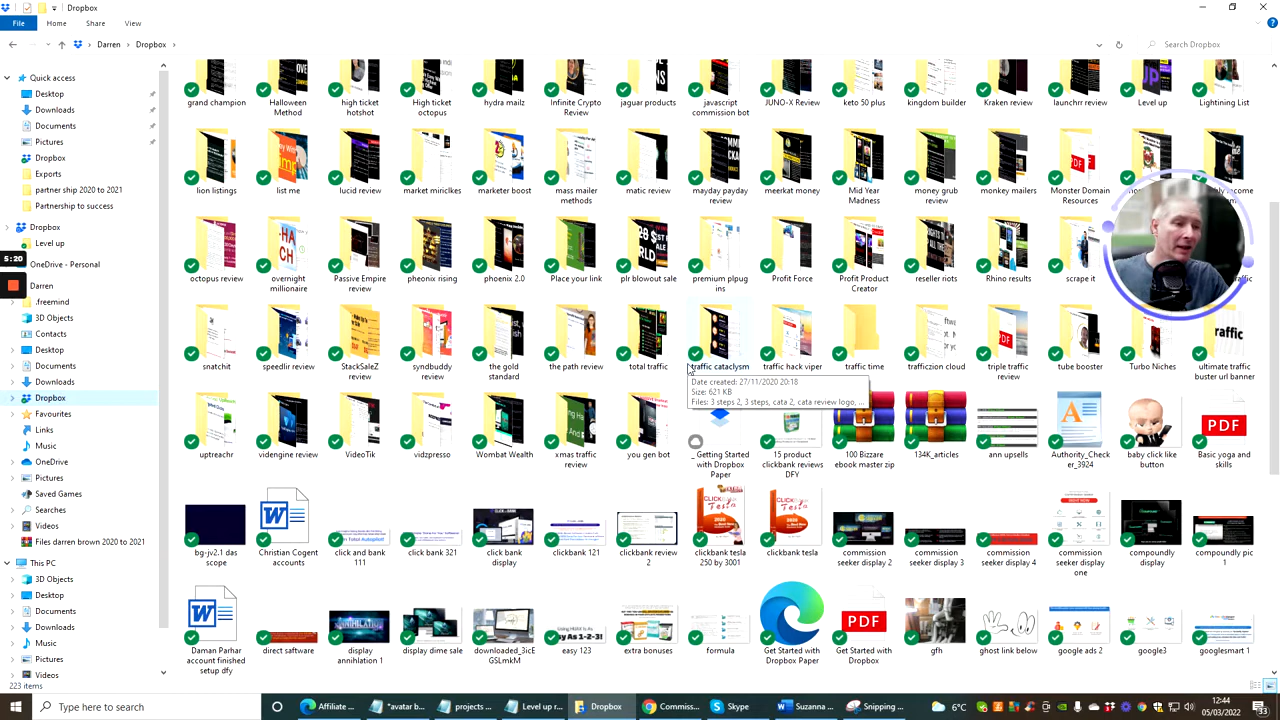 Dropbox
File Home Share View
Darren > Dropbox >
Search Dropbox
Quick access
Desktop
Downloads
Documents
Pictures
Dropbox
Exports
partner ship 2020 to 2021
Partnership to success
Dropbox
Level up
5:20
OneDrive - Personal
Darren
.freemind
3D Objects
Contacts
Desktop
Documents
Downloads
Dropbox
Favourites
Links
Music
OneDrive
Pictures
Saved Games
Searches
Videos
Files darren brown 2020 to 2021
This PC
3D Objects
Desktop
Documents
Downloads
Music
Pictures
Videos
223 items
grand champion
Halloween
Method
high ticket
hotshot
High ticket
octopus
hydra mailz
Infinite Crypto
Review
jaguar products
javascript
commission bot
JUNO-X Review
keto 50 plus
kingdom builder
Kraken review
launchrr review
Level up
Lightining List
lion listings
list me
lucid review
market miriclkes
marketer boost
mass mailer
methods
matic review
mayday payday
review
meerkat money
Mid Year
Madness
money grub
review
monkey mailers
Monster Domain
Resources
octopus review
overnight
millionaire
Passive Empire
review
pheonix rising
phoenix 2.0
Place your link
plr blowout sale
premium plpug
ins
Profit Force
Profit Product
Creator
reseller riots
Rhino results
scrape it
snatchit
speedlir review
StackSaleZ
review
syndbuddy
review
the gold
standard
the path review
total traffic
traffic cataclysm
traffic hack viper
traffic time
trafficzion cloud
triple traffic
review
tube booster
Turbo Niches
ultimate traffic
buster url banner
Date created: 27/11/2020 20:18
Size: 621 KB
Files: 3 steps 2, 3 steps, cata 2, cata review logo, ...
uptreachr
videngine review
VideoTik
vidzpresso
Wombat Wealth
xmas traffic
review
you gen bot
_ Getting Started
with Dropbox
Paper
15 product
clickbank reviews
DFY
100 Bizzare
ebook master zip
134K_articles
ann upsells
Authority_Check
er_3924
baby click like
button
PDF
Basic yoga and
skills
bg-jv2.1 das
scope
Christian Cogent
accounts
click and bank
111
click bank 321
click bank
display
clickbank 121
clickbank review
2
clickbank tesla
250 by 3001
clickbank tesla
commission
seeker display 2
commission
seeker display 3
commission
seeker display 4
commission
seeker display
one
compoundly
display
compoundly pic
1
Daman Parhar
account finished
setup dfy
direct saiftware
display
annihlation 1
display dime sale
downloaded_3icE
GSLmkM
easy 123
extra bonuses
formula
Get Started with
Dropbox Paper
PDF
Get Started with
Dropbox
gfh
ghost link below
google ads 2
google3
googlesmart 1
Type here to search
Affiliate ...
*avatar b...
projects ...
Level up r...
Dropbox
Commiss...
Skype
Suzanna ...
Snipping ...
6°C
12:44
05/03/2022